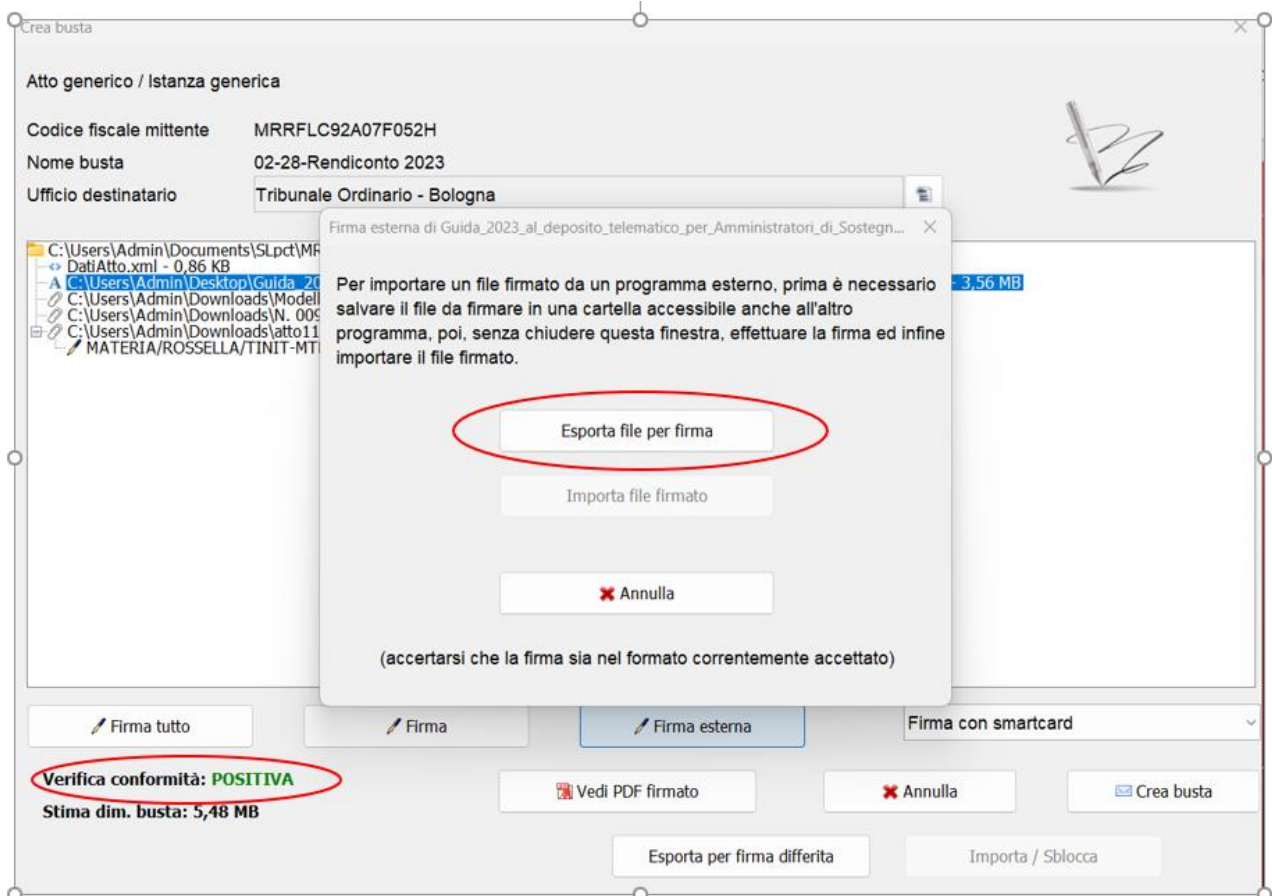 Crea busta
Atto generico / Istanza generica
Codice fiscale mittente MRRFLC92A07F052H
Nome busta 02-28-Rendiconto 2023
Ufficio destinatario Tribunale Ordinario - Bologna
Firma esterna di Guida_2023_al_deposito_telematico_per_Amministratori_di_Sostegn...
C:\Users\Admin\Documents\SLpct\MR
DatiAtto.xml - 0,86 KB
C:\Users\Admin\Desktop\Guida_20 - 3,56 MB
C:\Users\Admin\Downloads\Modell
C:\Users\Admin\Downloads\N. 009
C:\Users\Admin\Downloads\atto11
MATERIA/ROSSELLA/TINIT-MT
Per importare un file firmato da un programma esterno, prima è necessario
salvare il file da firmare in una cartella accessibile anche all'altro
programma, poi, senza chiudere questa finestra, effettuare la firma ed infine
importare il file firmato.
Esporta file per firma
Importa file firmato
Annulla
(accertarsi che la firma sia nel formato correntemente accettato)
Firma tutto Firma Firma esterna Firma con smartcard
Verifica conformità: POSITIVA
Stima dim. busta: 5,48 MB
Vedi PDF firmato Annulla Crea busta
Esporta per firma differita Importa / Sblocca